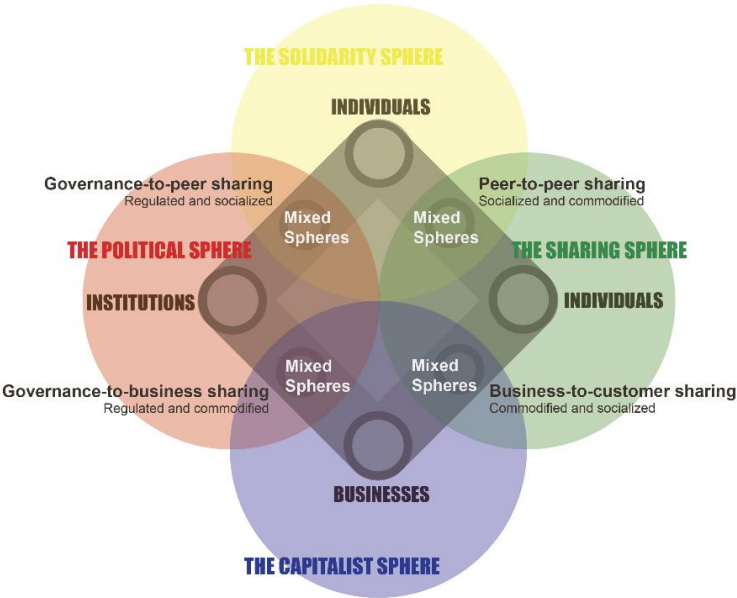 THE SOLIDARITY SPHERE
INDIVIDUALS
Governance-to-peer sharing
Regulated and socialized
Peer-to-peer sharing
Socialized and commodified
Mixed
Spheres
Mixed
Spheres
THE POLITICAL SPHERE
THE SHARING SPHERE
INSTITUTIONS
INDIVIDUALS
Mixed
Spheres
Mixed
Spheres
Governance-to-business sharing
Regulated and commodified
Business-to-customer sharing
Commodified and socialized
BUSINESSES
THE CAPITALIST SPHERE